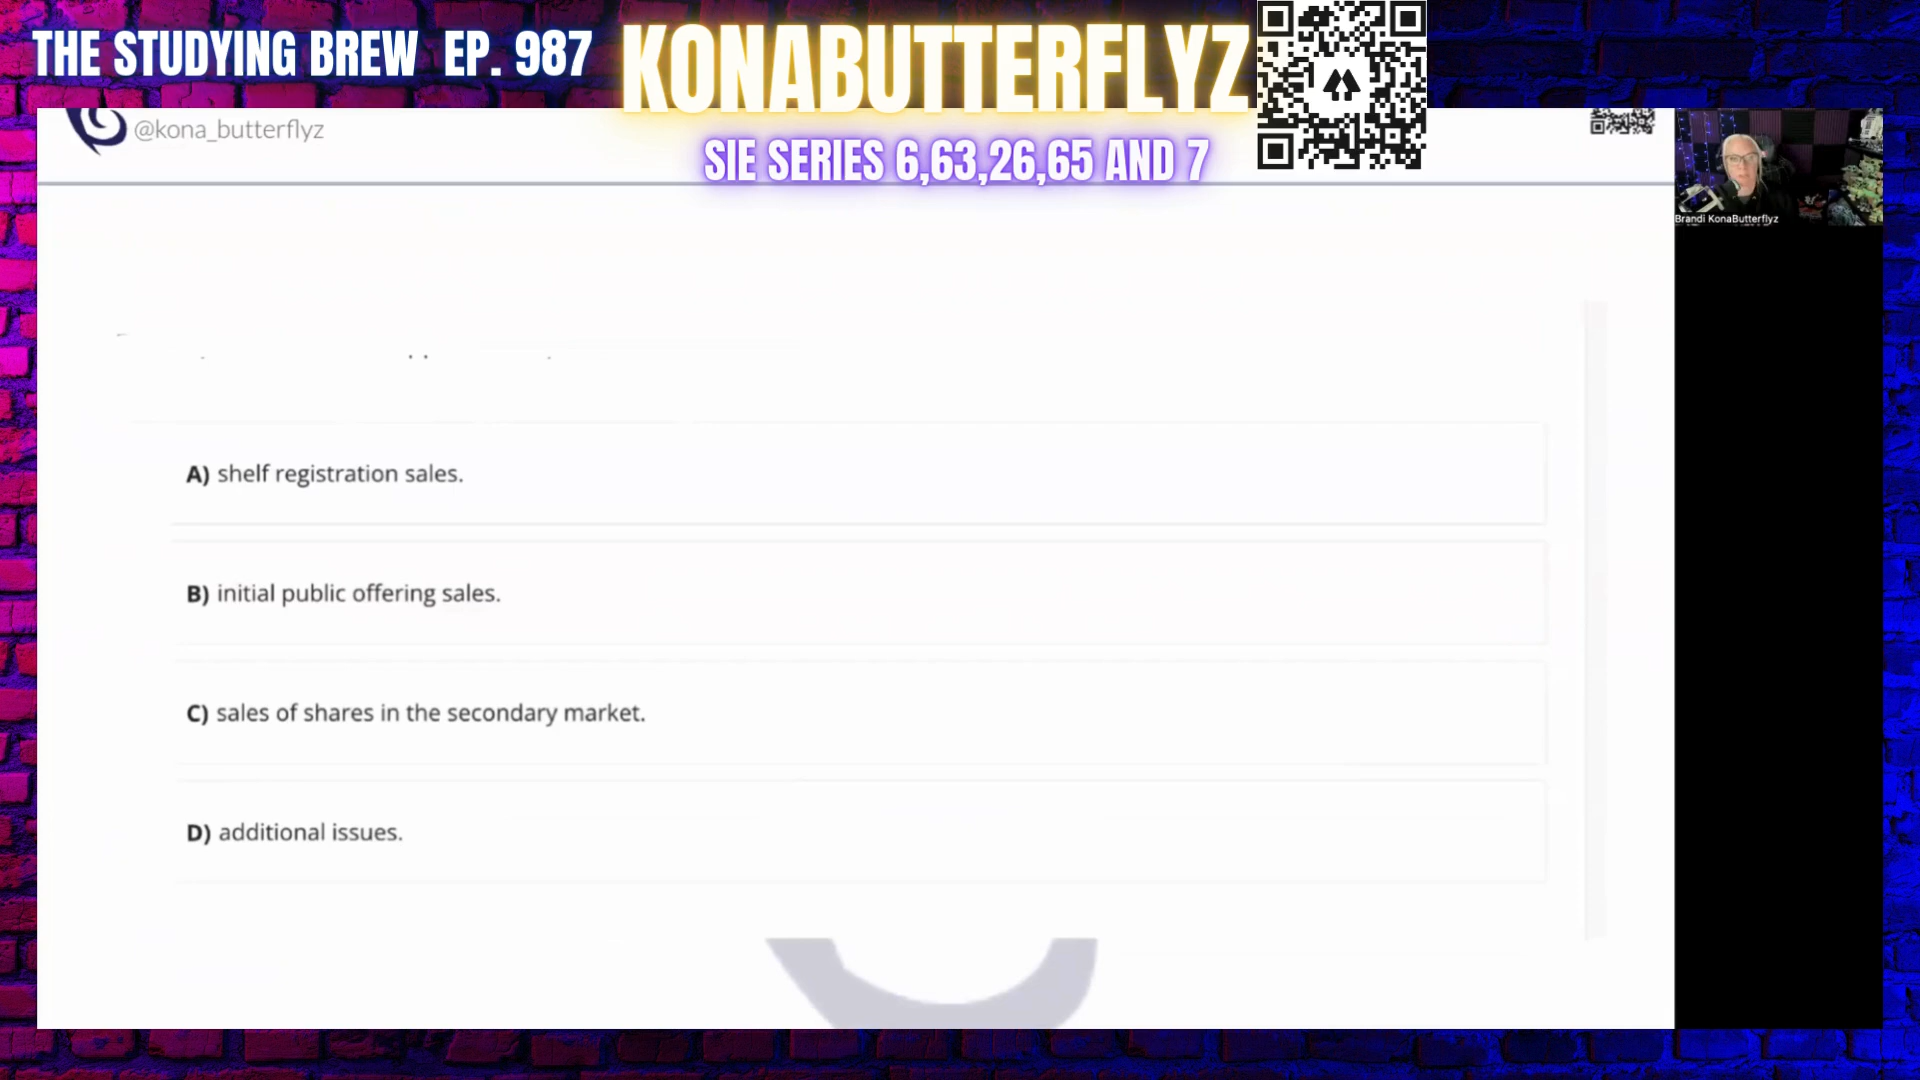 THE STUDYING BREW EP. 987
KONABUTTERFLYZ
@kona_butterflyz
SIE SERIES 6,63,26,65 AND 7
Brandi KonaButterflyz
A) shelf registration sales.
B) initial public offering sales.
C) sales of shares in the secondary market.
D) additional issues.